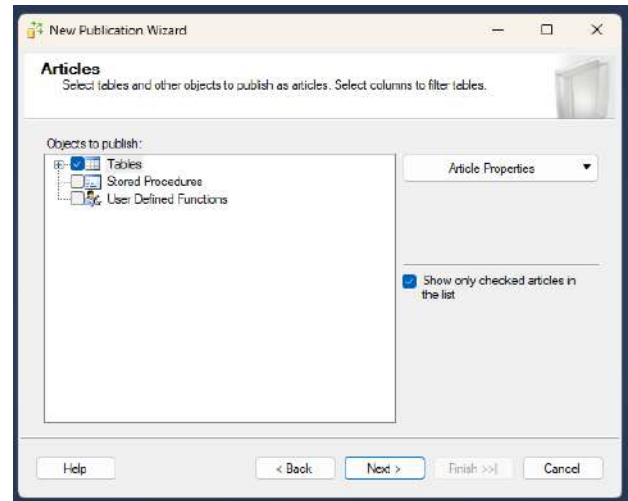 New Publication Wizard
Articles
Select tables and other objects to publish as articles. Select columns to filter tables.
Objects to publish:
Tables
Stored Procedures
User Defined Functions
Article Properties
Show only checked articles in
the list
Help
< Back
Next >
Finish >>|
Cancel